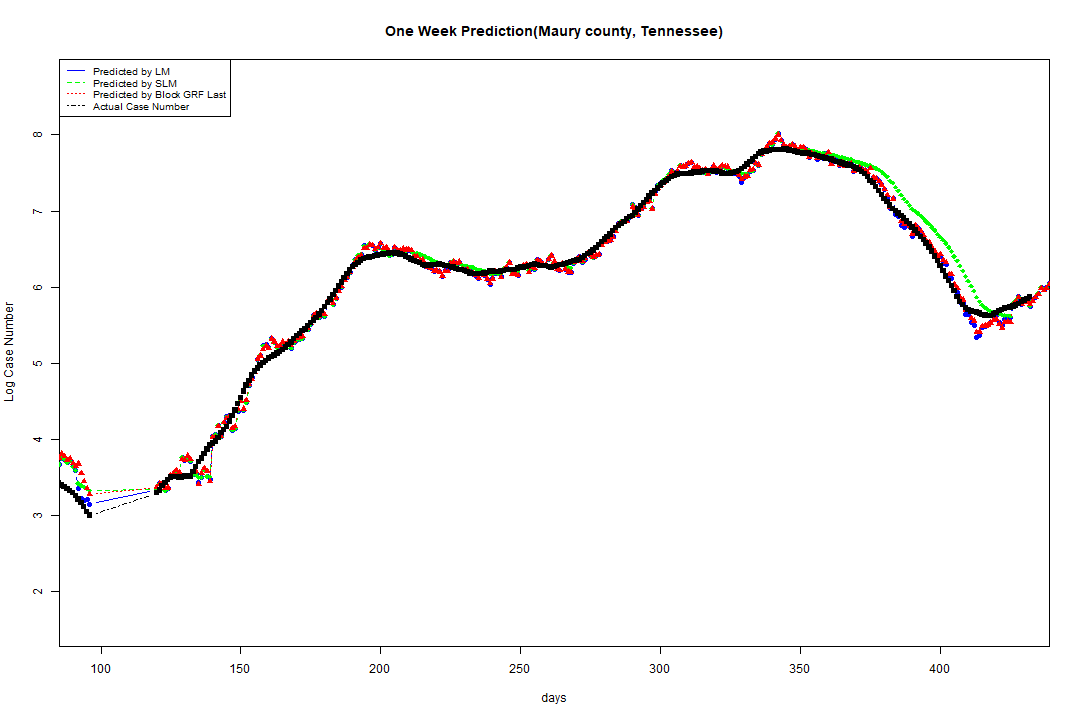 One Week Prediction(Maury county, Tennessee)
Predicted by LM
Predicted by SLM
Predicted by Block GRF Last
Actual Case Number
8
7
6
5
4
3
2
Log Case Number
100 150 200 250 300 350 400
days